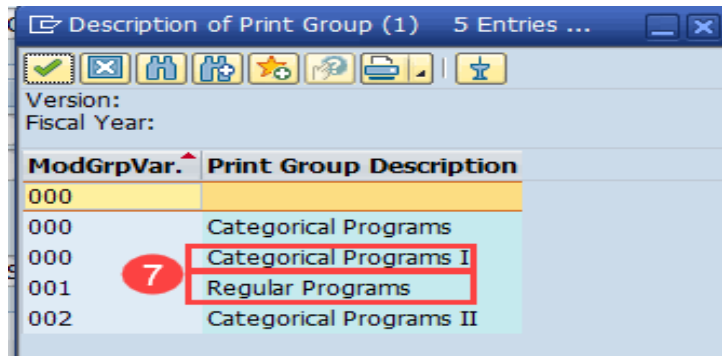 Description of Print Group (1) 5 Entries ...
Version:
Fiscal Year:
ModGrpVar. Print Group Description
000
000 Categorical Programs
000 Categorical Programs I
7
001 Regular Programs
002 Categorical Programs II